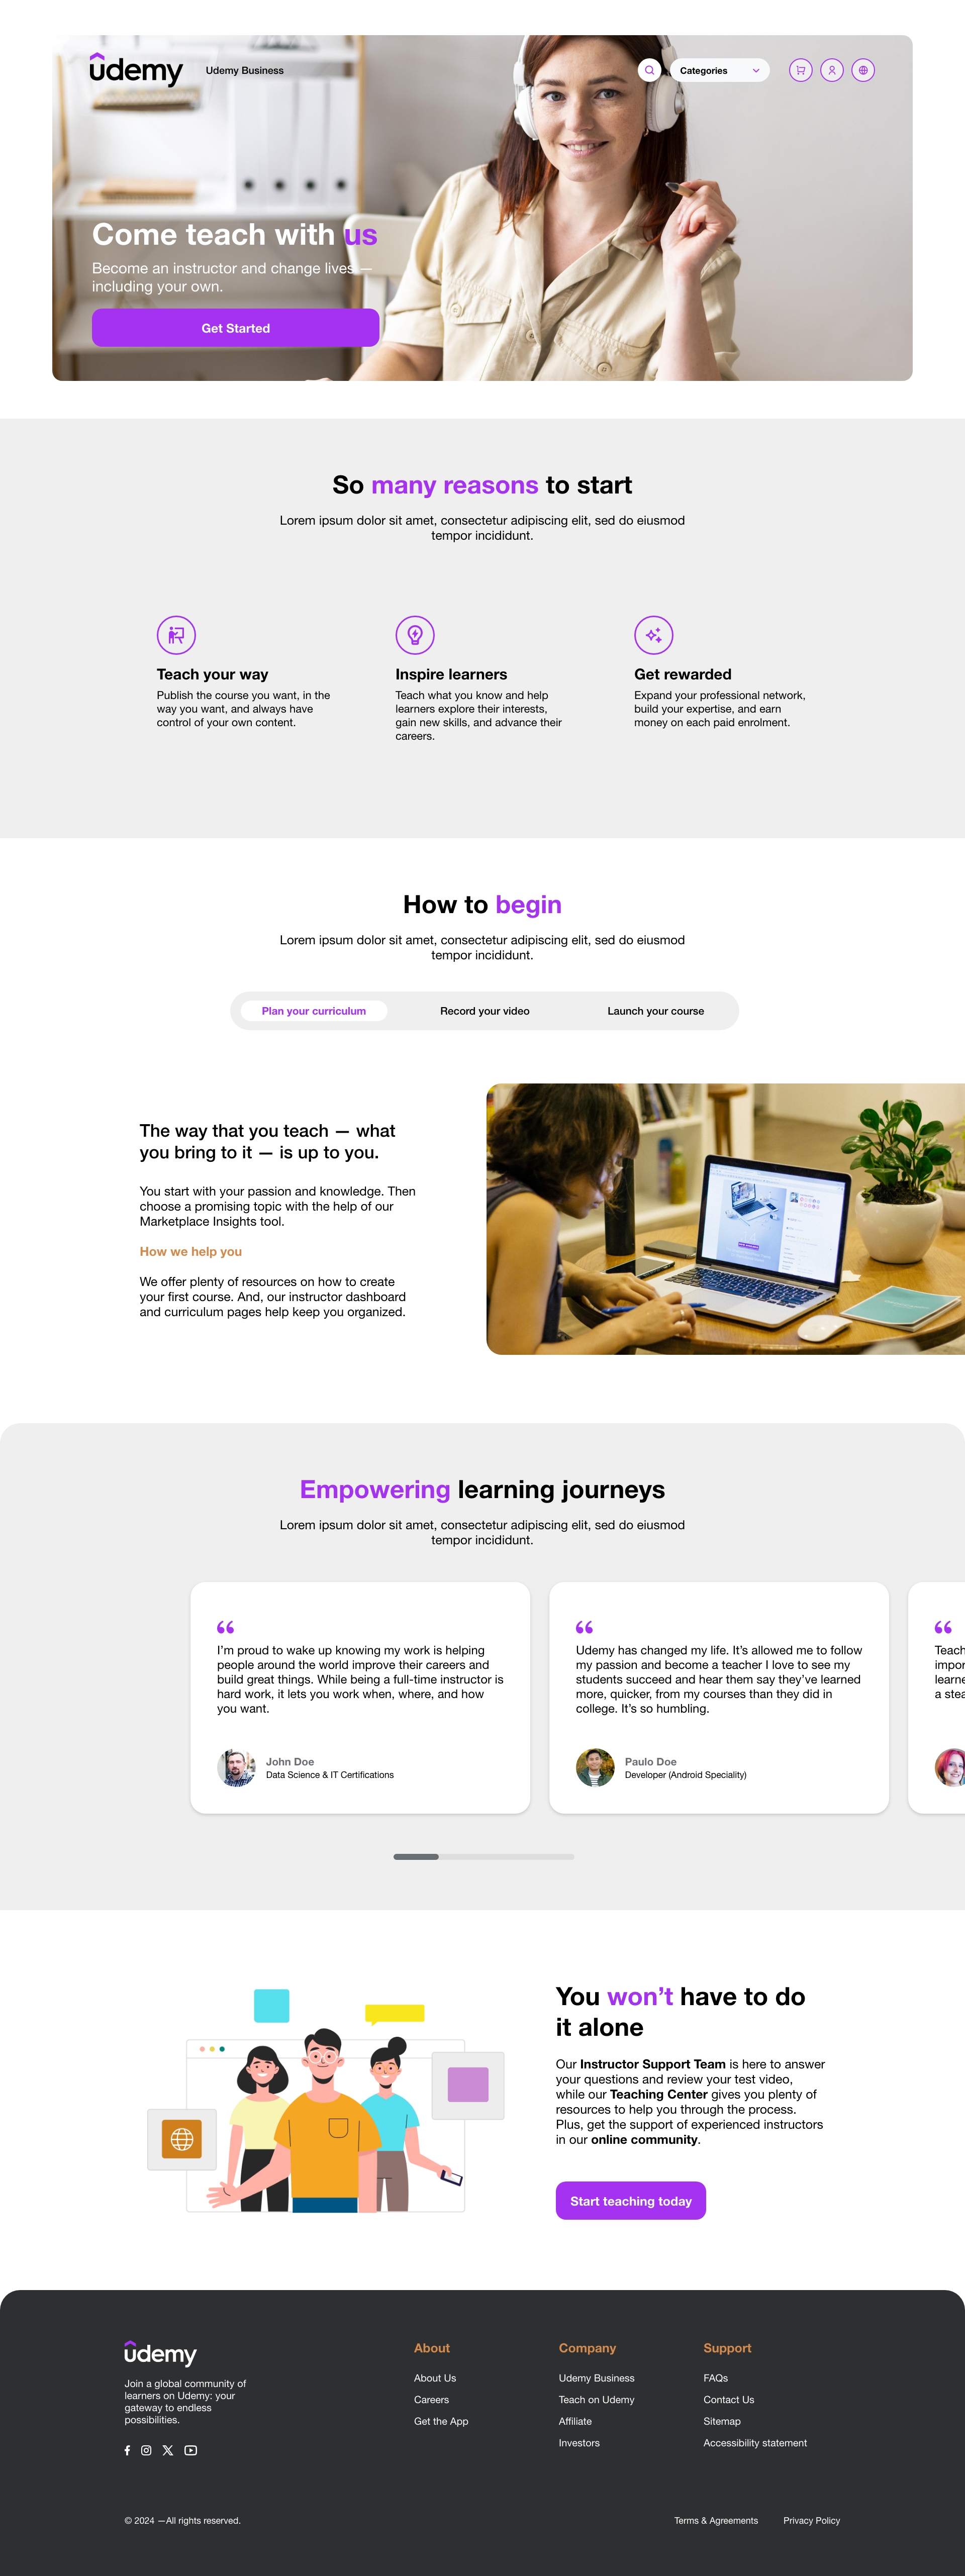 udemy
Udemy Business
Categories
Come teach with us
Become an instructor and change lives —
including your own.
Get Started
So many reasons to start
Lorem ipsum dolor sit amet, consectetur adipiscing elit, sed do eiusmod
tempor incididunt.
Teach your way
Publish the course you want, in the
way you want, and always have
control of your own content.
Inspire learners
Teach what you know and help
learners explore their interests,
gain new skills, and advance their
careers.
Get rewarded
Expand your professional network,
build your expertise, and earn
money on each paid enrolment.
How to begin
Lorem ipsum dolor sit amet, consectetur adipiscing elit, sed do eiusmod
tempor incididunt.
Plan your curriculum
Record your video
Launch your course
The way that you teach — what
you bring to it — is up to you.
You start with your passion and knowledge. Then
choose a promising topic with the help of our
Marketplace Insights tool.
How we help you
We offer plenty of resources on how to create
your first course. And, our instructor dashboard
and curriculum pages help keep you organized.
Empowering learning journeys
Lorem ipsum dolor sit amet, consectetur adipiscing elit, sed do eiusmod
tempor incididunt.
“
I’m proud to wake up knowing my work is helping
people around the world improve their careers and
build great things. While being a full-time instructor is
hard work, it lets you work when, where, and how
you want.
John Doe
Data Science & IT Certifications
“
Udemy has changed my life. It’s allowed me to follow
my passion and become a teacher I love to see my
students succeed and hear them say they’ve learned
more, quicker, from my courses than they did in
college. It’s so humbling.
Paulo Doe
Developer (Android Speciality)
“
Teach
impor
learne
a stea
You won’t have to do
it alone
Our Instructor Support Team is here to answer
your questions and review your test video,
while our Teaching Center gives you plenty of
resources to help you through the process.
Plus, get the support of experienced instructors
in our online community.
Start teaching today
udemy
Join a global community of
learners on Udemy: your
gateway to endless
possibilities.
About
About Us
Careers
Get the App
Company
Udemy Business
Teach on Udemy
Affiliate
Investors
Support
FAQs
Contact Us
Sitemap
Accessibility statement
© 2024 —All rights reserved.
Terms & Agreements
Privacy Policy